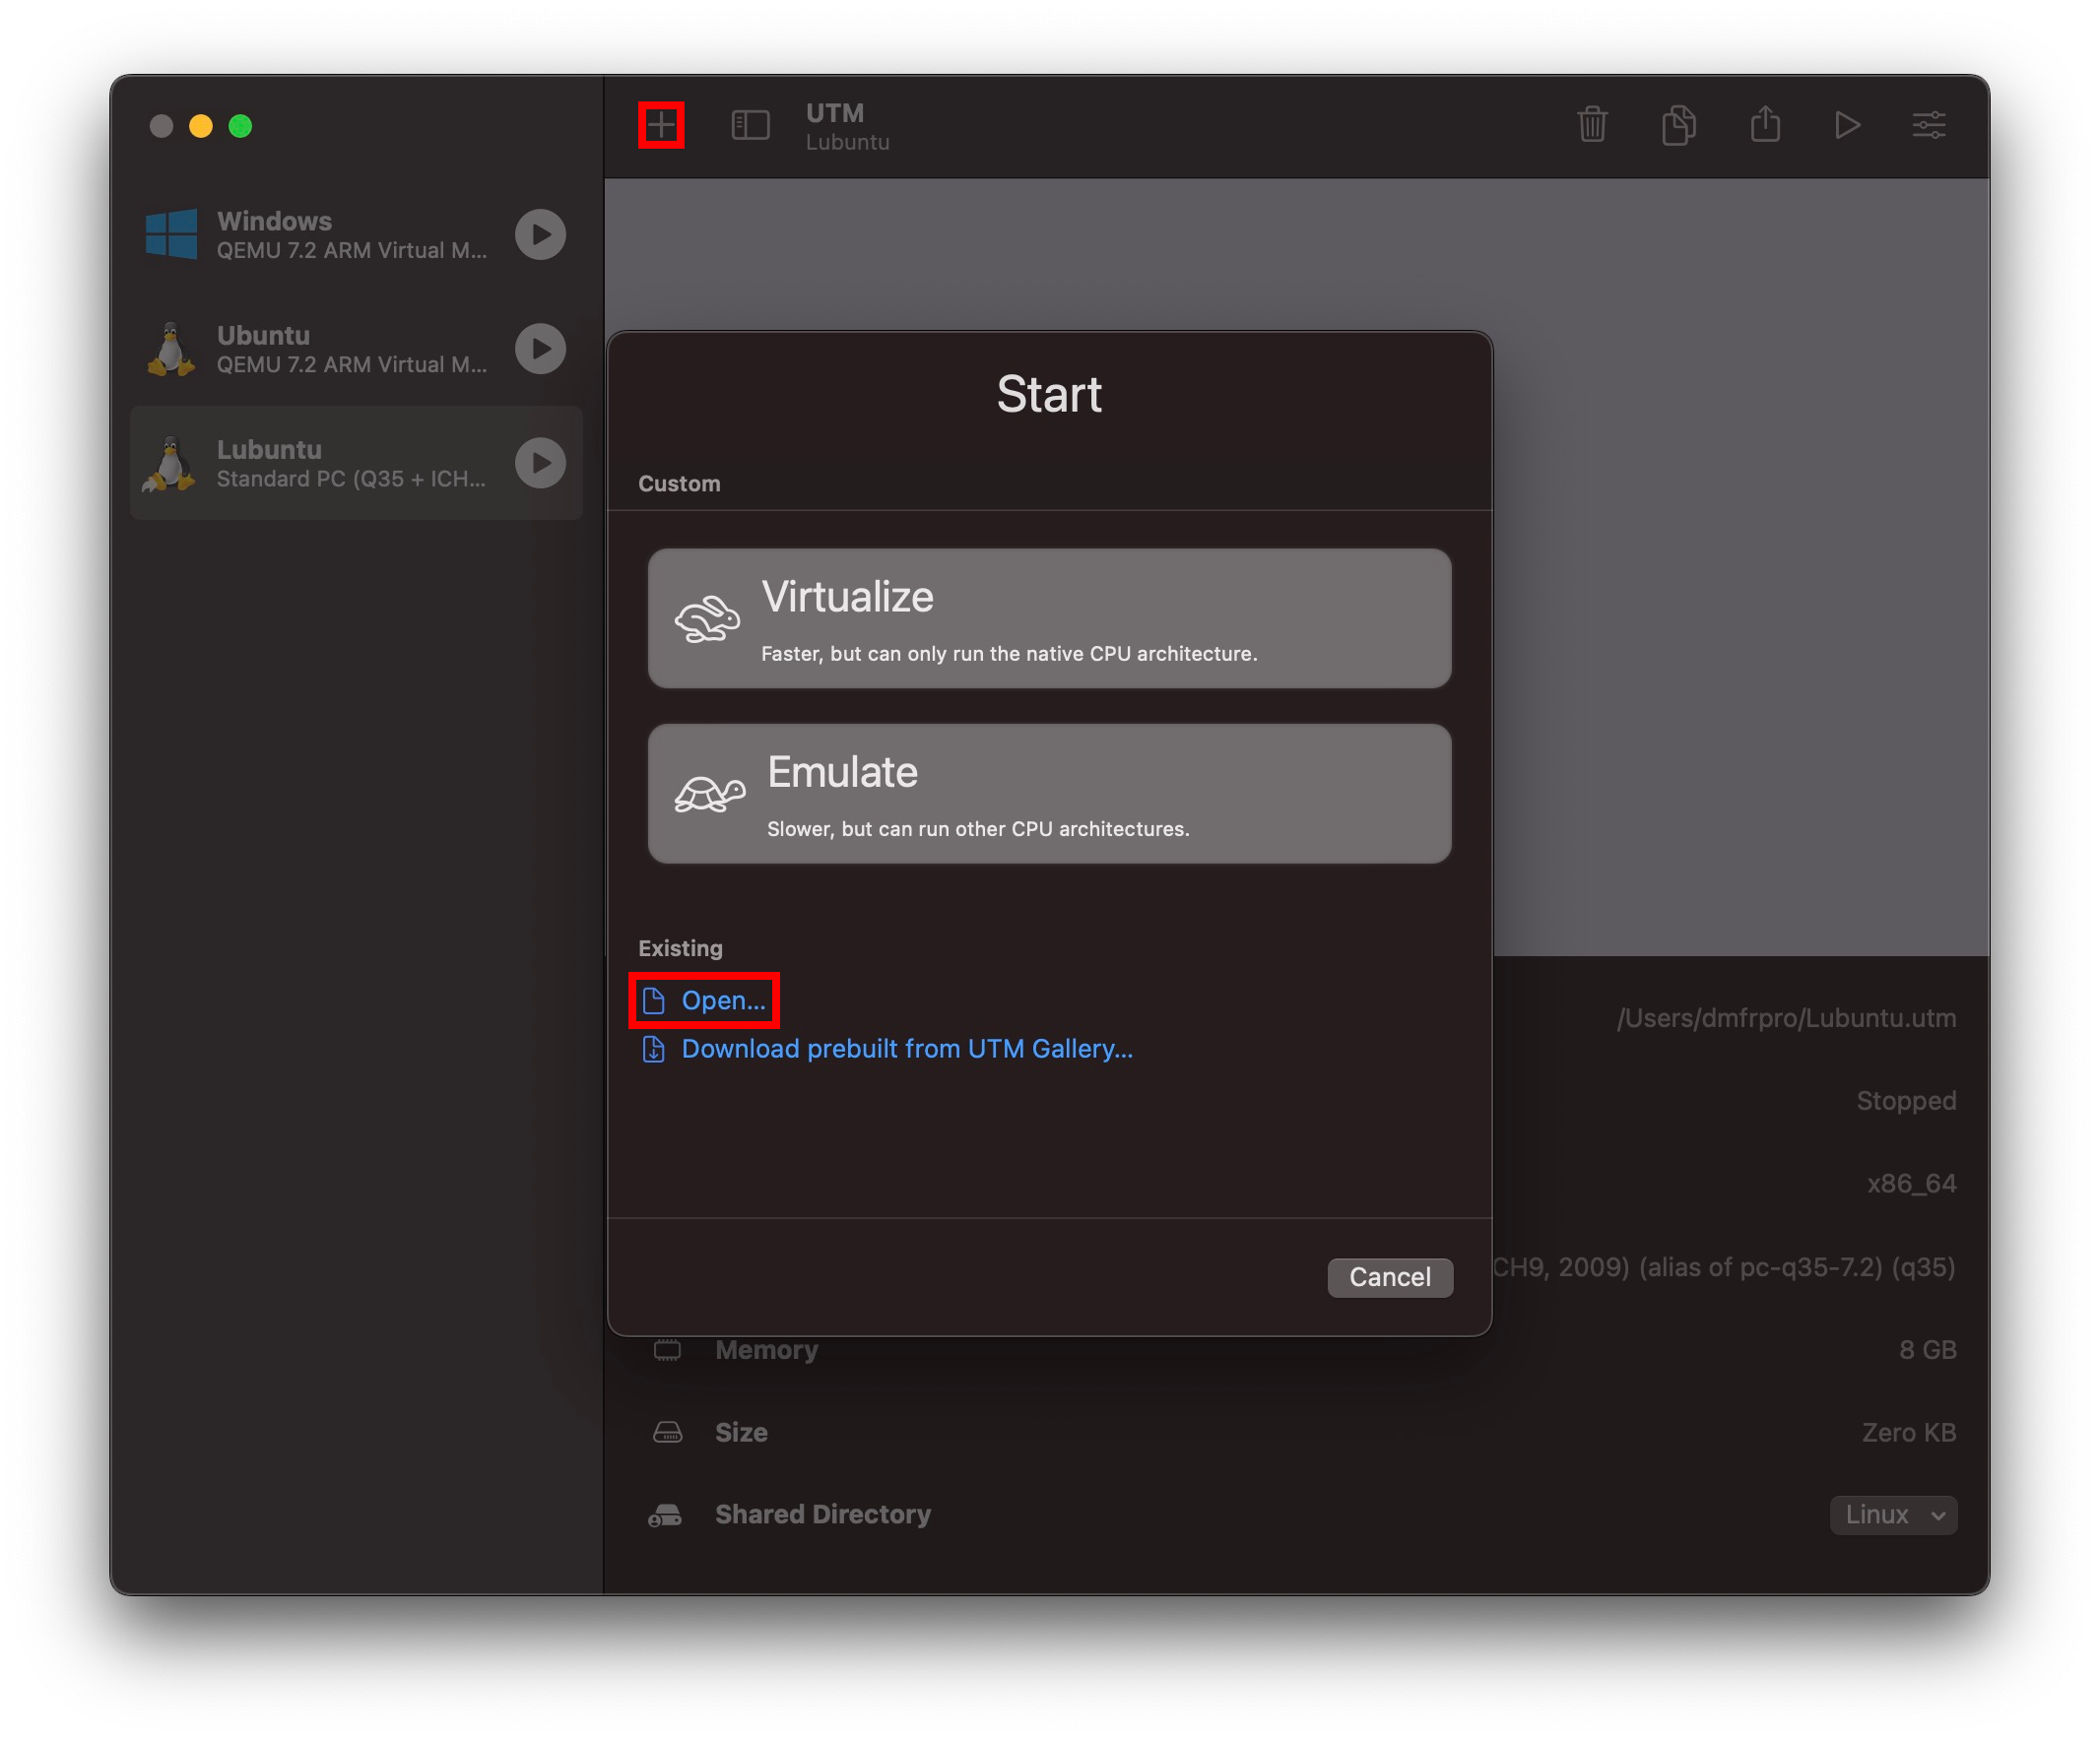 UTM
Lubuntu
Windows
QEMU 7.2 ARM Virtual M...
Ubuntu
QEMU 7.2 ARM Virtual M...
Lubuntu
Standard PC (Q35 + ICH...
Start
Custom
Virtualize
Faster, but can only run the native CPU architecture.
Emulate
Slower, but can run other CPU architectures.
Existing
Open...
Download prebuilt from UTM Gallery...
Cancel
/Users/dmfrpro/Lubuntu.utm
Stopped
x86_64
CH9, 2009) (alias of pc-q35-7.2) (q35)
Memory
8 GB
Size
Zero KB
Shared Directory
Linux